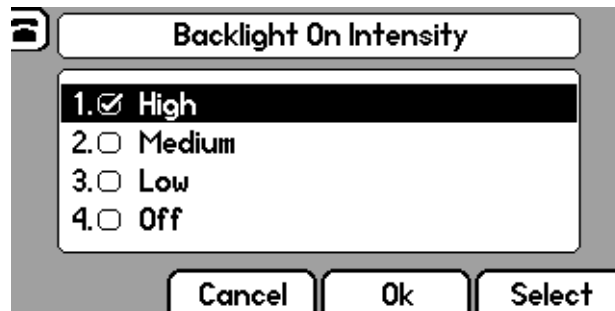 Backlight On Intensity
1. High
2. Medium
3. Low
4. Off
Cancel Ok Select